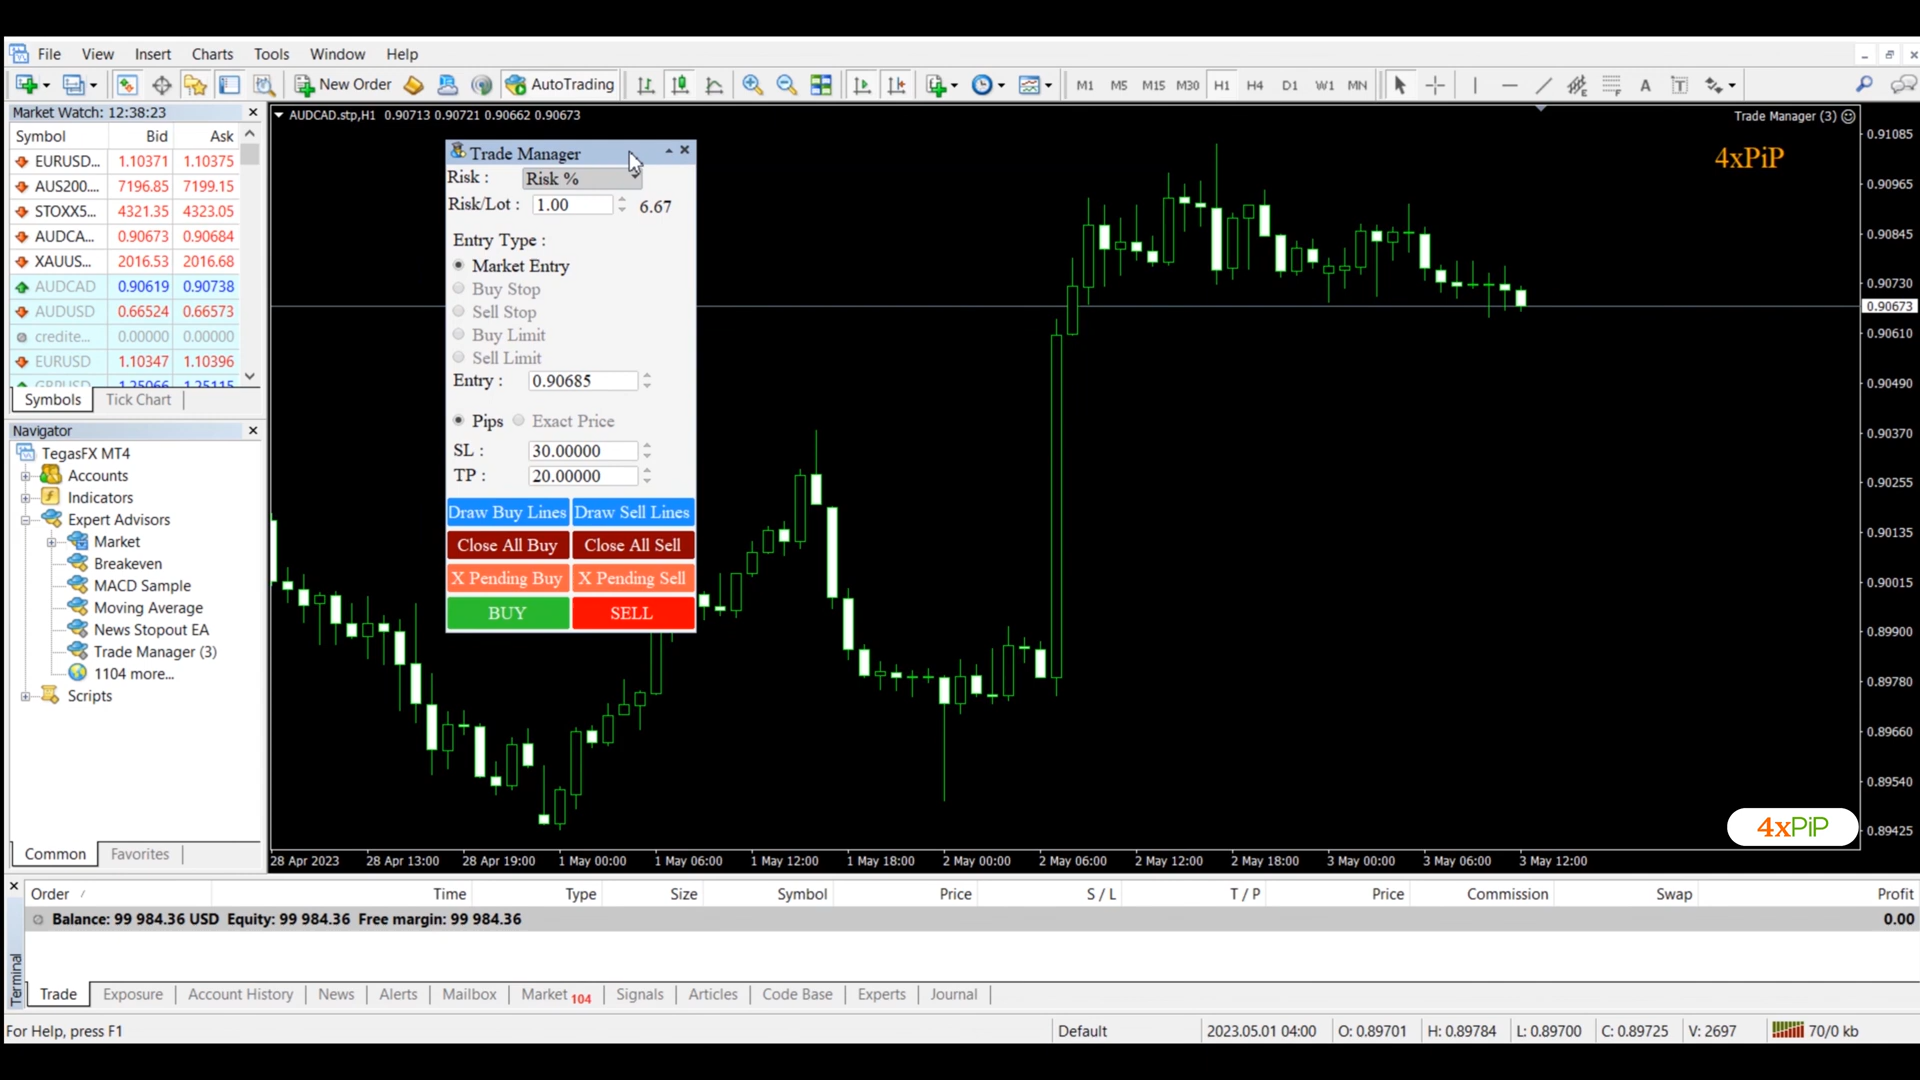 File View Insert Charts Tools Window Help
New Order AutoTrading M1 M5 M15 M30 H1 H4 D1 W1 MN A T
Market Watch: 12:38:23
Symbol Bid Ask
EURUSD... 1.10371 1.10375
AUS200.... 7196.85 7199.15
STOXX5... 4321.35 4323.05
AUDCA... 0.90673 0.90684
XAUUS... 2016.53 2016.68
AUDCAD 0.90619 0.90738
AUDUSD 0.66524 0.66573
credite... 0.00000 0.00000
EURUSD 1.10347 1.10396
GBPUSD 1.25066 1.25115
Symbols Tick Chart
Navigator
TegasFX MT4
Accounts
Indicators
Expert Advisors
Market
Breakeven
MACD Sample
Moving Average
News Stopout EA
Trade Manager (3)
1104 more...
Scripts
Common Favorites
AUDCAD.stp,H1 0.90713 0.90721 0.90662 0.90673
Trade Manager (3)
4xPiP
Trade Manager
Risk : Risk %
Risk/Lot : 1.00 6.67
Entry Type :
Market Entry
Buy Stop
Sell Stop
Buy Limit
Sell Limit
Entry : 0.90685
Pips Exact Price
SL : 30.00000
TP : 20.00000
Draw Buy Lines Draw Sell Lines
Close All Buy Close All Sell
X Pending Buy X Pending Sell
BUY SELL
0.91085
0.90965
0.90845
0.90730
0.90673
0.90610
0.90490
0.90370
0.90255
0.90135
0.90015
0.89900
0.89780
0.89660
0.89540
0.89425
4xPiP
28 Apr 2023 28 Apr 13:00 28 Apr 19:00 1 May 00:00 1 May 06:00 1 May 12:00 1 May 18:00 2 May 00:00 2 May 06:00 2 May 12:00 2 May 18:00 3 May 00:00 3 May 06:00 3 May 12:00
Order / Time Type Size Symbol Price S / L T / P Price Commission Swap Profit
Balance: 99 984.36 USD Equity: 99 984.36 Free margin: 99 984.36 0.00
Terminal
Trade Exposure Account History News Alerts Mailbox Market 104 Signals Articles Code Base Experts Journal
For Help, press F1 Default 2023.05.01 04:00 O: 0.89701 H: 0.89784 L: 0.89700 C: 0.89725 V: 2697 70/0 kb